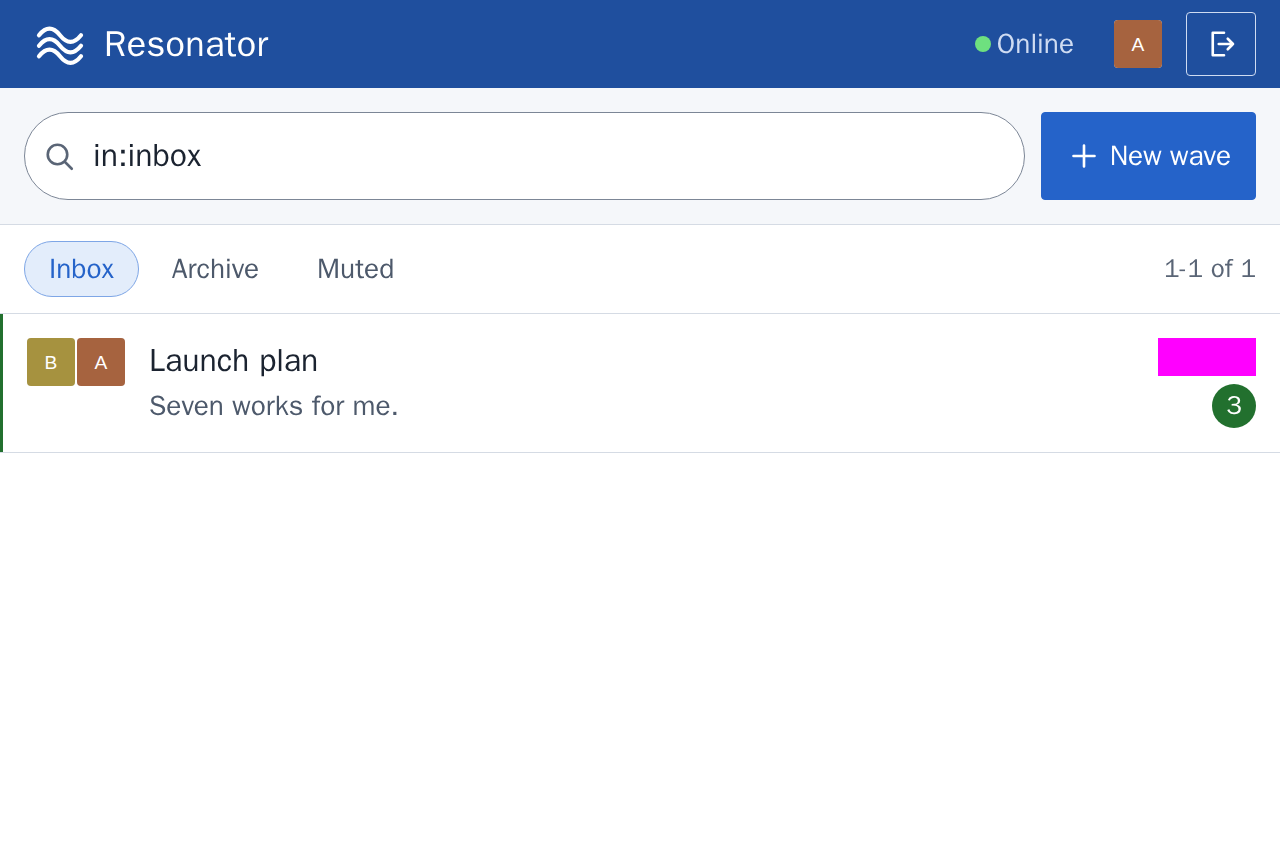 Resonator
Online
A
in:inbox
New wave
Inbox
Archive
Muted
1-1 of 1
B
A
Launch plan
Seven works for me.
3